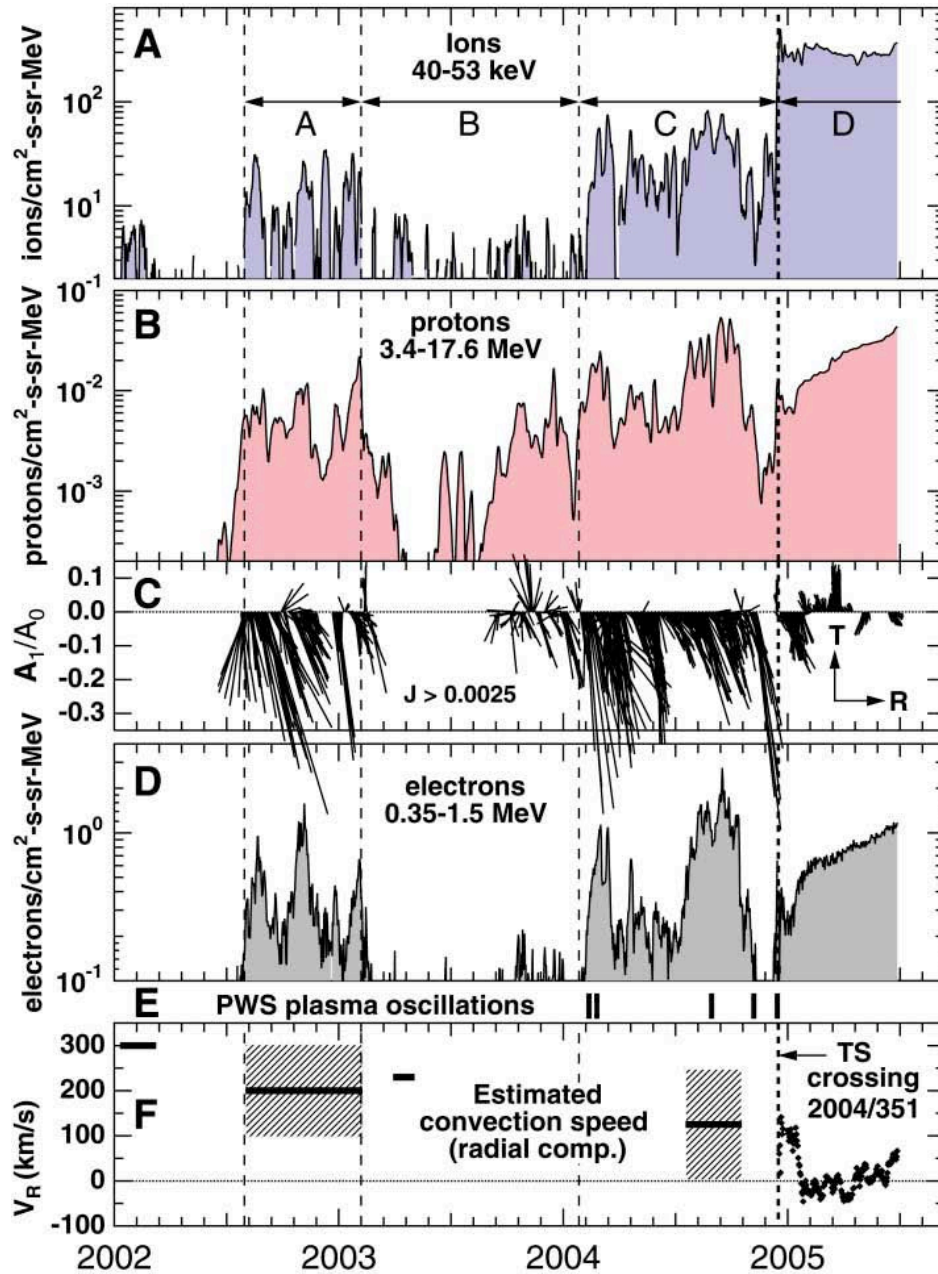 A
Ions
40-53 keV
ions/cm²-s-sr-MeV
10²
10¹
10⁻¹
A
B
C
D
B
protons
3.4-17.6 MeV
protons/cm²-s-sr-MeV
10⁻¹
10⁻²
10⁻³
C
A₁/A₀
0.1
0.0
-0.1
-0.2
-0.3
J > 0.0025
T
R
D
electrons
0.35-1.5 MeV
electrons/cm²-s-sr-MeV
10⁰
10⁻¹
E
PWS plasma oscillations
F
V_R (km/s)
300
200
100
0
-100
Estimated
convection speed
(radial comp.)
TS
crossing
2004/351
2002
2003
2004
2005